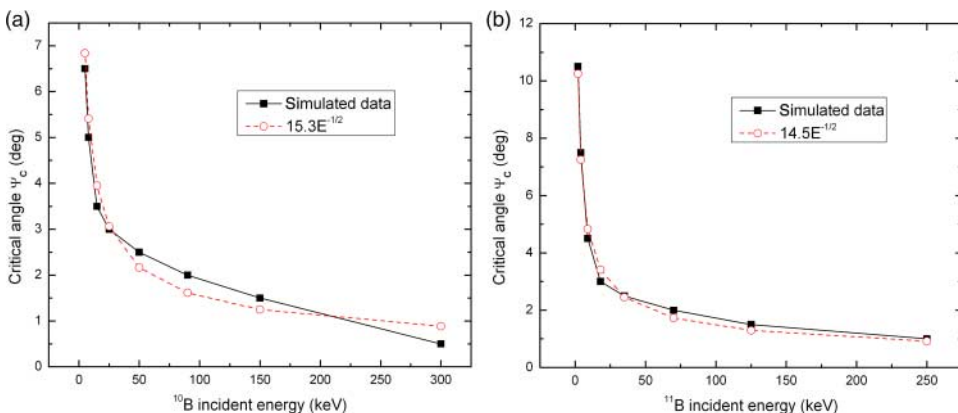 (a)
7
6
5
4
3
2
1
0
Critical angle Ψc (deg)
Simulated data
15.3E-1/2
0 50 100 150 200 250 300
10B incident energy (keV)
(b)
12
10
8
6
4
2
0
Critical angle Ψc (deg)
Simulated data
14.5E-1/2
0 50 100 150 200 250
11B incident energy (keV)